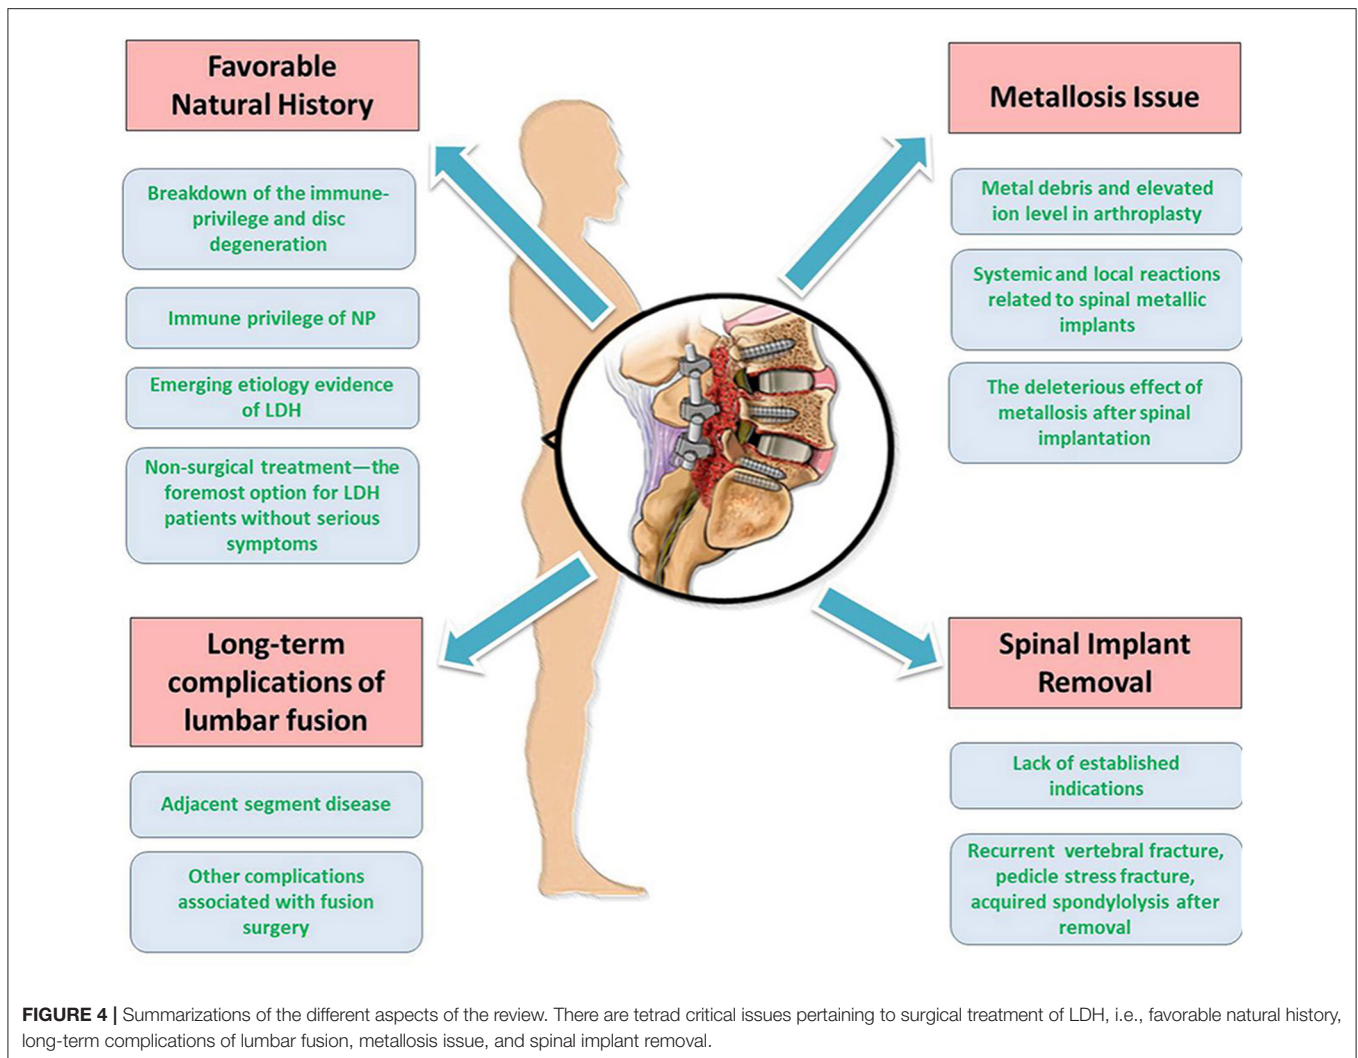 Favorable
Natural History
Breakdown of the immune-
privilege and disc
degeneration
Immune privilege of NP
Emerging etiology evidence
of LDH
Non-surgical treatment—the
foremost option for LDH
patients without serious
symptoms
Long-term
complications of
lumbar fusion
Adjacent segment disease
Other complications
associated with fusion
surgery
Metallosis Issue
Metal debris and elevated
ion level in arthroplasty
Systemic and local reactions
related to spinal metallic
implants
The deleterious effect of
metallosis after spinal
implantation
Spinal Implant
Removal
Lack of established
indications
Recurrent vertebral fracture,
pedicle stress fracture,
acquired spondylolysis after
removal
FIGURE 4 | Summarizations of the different aspects of the review. There are tetrad critical issues pertaining to surgical treatment of LDH, i.e., favorable natural history,
long-term complications of lumbar fusion, metallosis issue, and spinal implant removal.